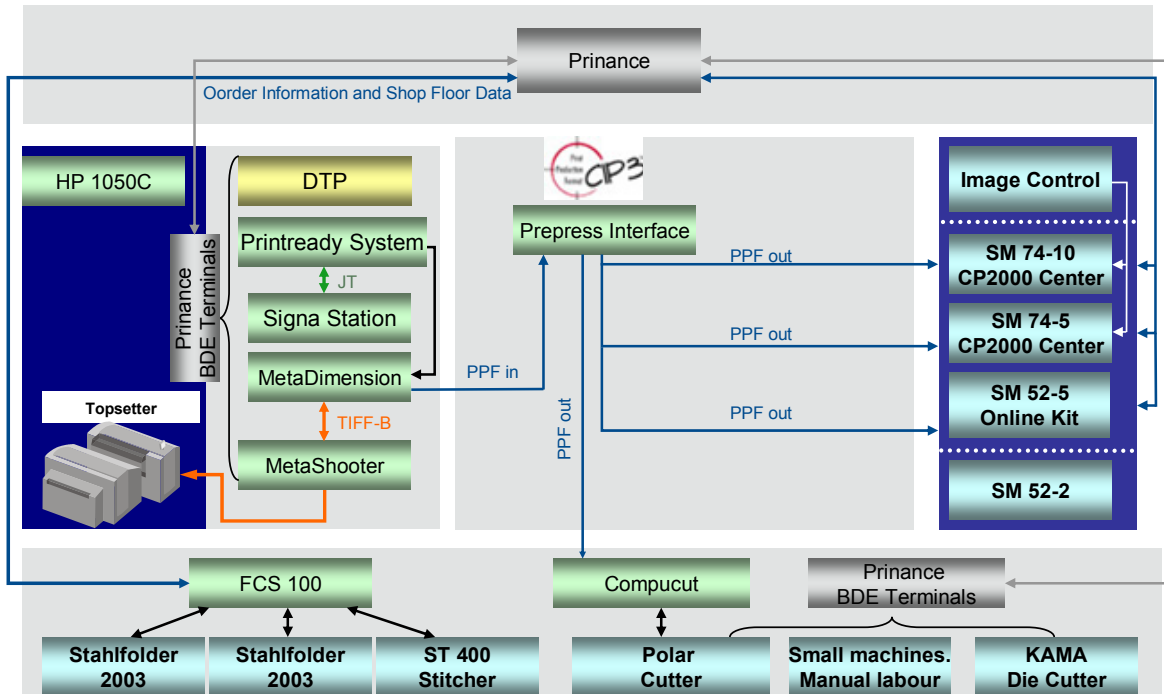 Prinance
Oorder Information and Shop Floor Data
HP 1050C
DTP
Printready System
JT
Signa Station
MetaDimension
TIFF-B
MetaShooter
Prinance
BDE Terminals
Topsetter
Print
Production
Format
CIP3
Prepress Interface
PPF in
PPF out
PPF out
PPF out
PPF out
Image Control
SM 74-10
CP2000 Center
SM 74-5
CP2000 Center
SM 52-5
Online Kit
SM 52-2
FCS 100
Compucut
Prinance
BDE Terminals
Stahlfolder
2003
Stahlfolder
2003
ST 400
Stitcher
Polar
Cutter
Small machines.
Manual labour
KAMA
Die Cutter